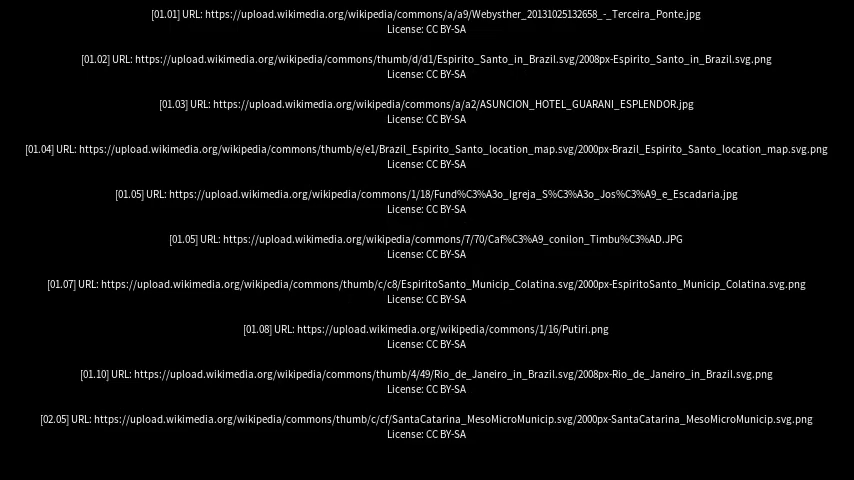 [01.01] URL: https://upload.wikimedia.org/wikipedia/commons/a/a9/Webysther_20131025132658_-_Terceira_Ponte.jpg
License: CC BY-SA
[01.02] URL: https://upload.wikimedia.org/wikipedia/commons/thumb/d/d1/Espirito_Santo_in_Brazil.svg/2008px-Espirito_Santo_in_Brazil.svg.png
License: CC BY-SA
[01.03] URL: https://upload.wikimedia.org/wikipedia/commons/a/a2/ASUNCION_HOTEL_GUARANI_ESPLENDOR.jpg
License: CC BY-SA
[01.04] URL: https://upload.wikimedia.org/wikipedia/commons/thumb/e/e1/Brazil_Espirito_Santo_location_map.svg/2000px-Brazil_Espirito_Santo_location_map.svg.png
License: CC BY-SA
[01.05] URL: https://upload.wikimedia.org/wikipedia/commons/1/18/Fund%C3%A3o_Igreja_S%C3%A3o_Jos%C3%A9_e_Escadaria.jpg
License: CC BY-SA
[01.05] URL: https://upload.wikimedia.org/wikipedia/commons/7/70/Caf%C3%A9_conilon_Timbu%C3%AD.JPG
License: CC BY-SA
[01.07] URL: https://upload.wikimedia.org/wikipedia/commons/thumb/c/c8/EspiritoSanto_Municip_Colatina.svg/2000px-EspiritoSanto_Municip_Colatina.svg.png
License: CC BY-SA
[01.08] URL: https://upload.wikimedia.org/wikipedia/commons/1/16/Putiri.png
License: CC BY-SA
[01.10] URL: https://upload.wikimedia.org/wikipedia/commons/thumb/4/49/Rio_de_Janeiro_in_Brazil.svg/2008px-Rio_de_Janeiro_in_Brazil.svg.png
License: CC BY-SA
[02.05] URL: https://upload.wikimedia.org/wikipedia/commons/thumb/c/cf/SantaCatarina_MesoMicroMunicip.svg/2000px-SantaCatarina_MesoMicroMunicip.svg.png
License: CC BY-SA